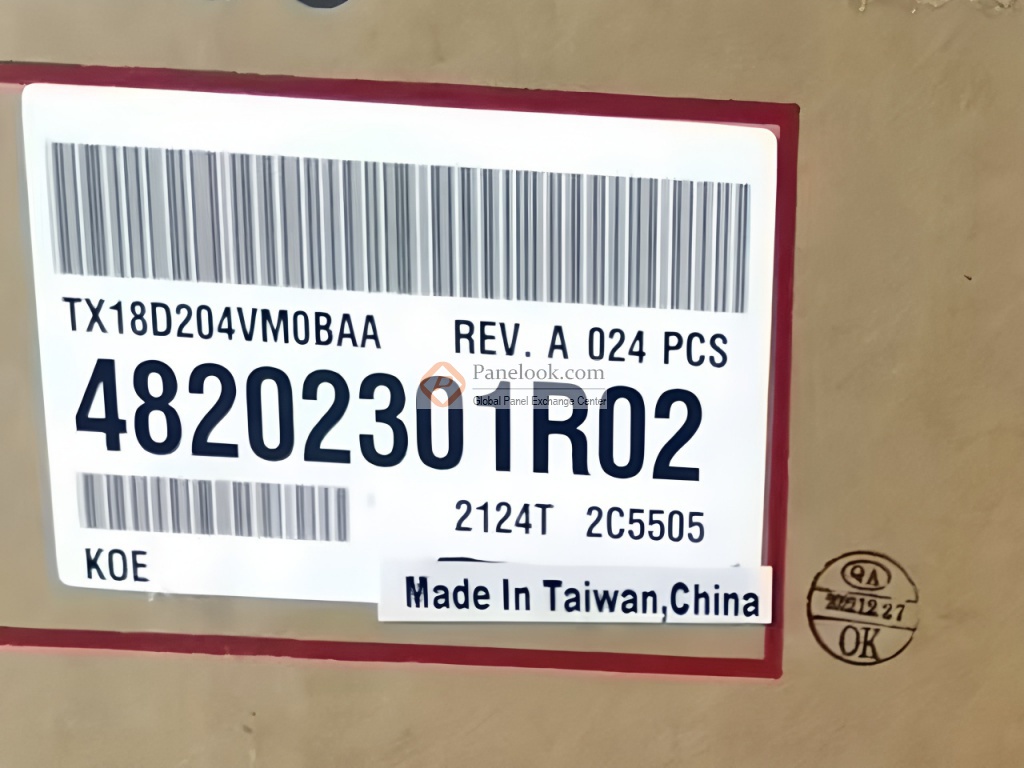 TX18D204VM0BAA REV. A 024 PCS
Panelook.com
Global Panel Exchange Center
48202301R02
2124T 2C5505
KOE
Made In Taiwan,China
QA
12 27
OK